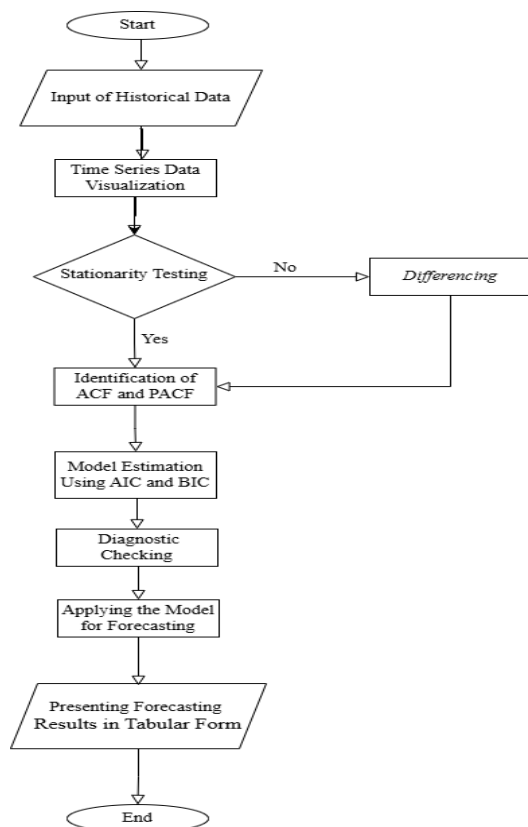 Start
Input of Historical Data
Time Series Data
Visualization
Stationarity Testing
No
Differencing
Yes
Identification of
ACF and PACF
Model Estimation
Using AIC and BIC
Diagnostic
Checking
Applying the Model
for Forecasting
Presenting Forecasting
Results in Tabular Form
End